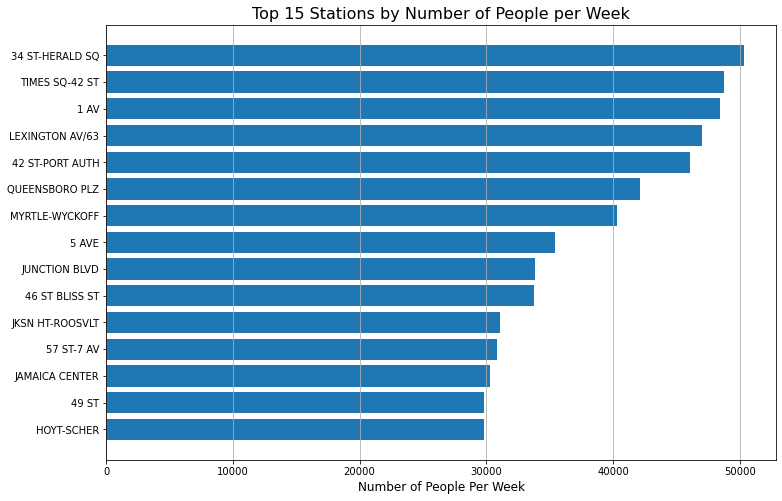 Top 15 Stations by Number of People per Week
34 ST-HERALD SQ
TIMES SQ-42 ST
1 AV
LEXINGTON AV/63
42 ST-PORT AUTH
QUEENSBORO PLZ
MYRTLE-WYCKOFF
5 AVE
JUNCTION BLVD
46 ST BLISS ST
JKSN HT-ROOSVLT
57 ST-7 AV
JAMAICA CENTER
49 ST
HOYT-SCHER
0 10000 20000 30000 40000 50000
Number of People Per Week